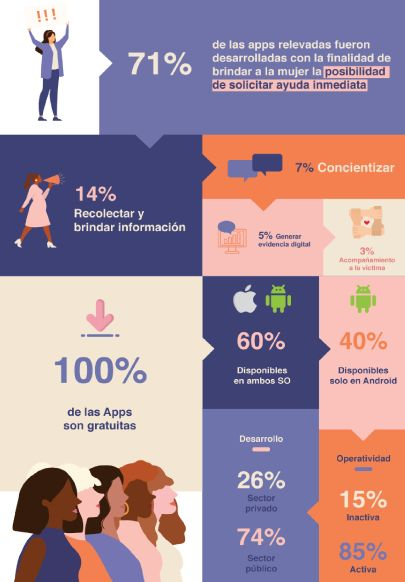 !!!
71%
de las apps relevadas fueron
desarrolladas con la finalidad de
brindar a la mujer la posibilidad
de solicitar ayuda inmediata
14%
Recolectar y
brindar información
7% Concientizar
5% Generar
evidencia digital
3%
Acompañamiento
a la víctima
100%
de las Apps
son gratuitas
60%
Disponibles
en ambos SO
40%
Disponibles
solo en Android
Desarrollo
26%
Sector
privado
74%
Sector
público
Operatividad
15%
Inactiva
85%
Activa